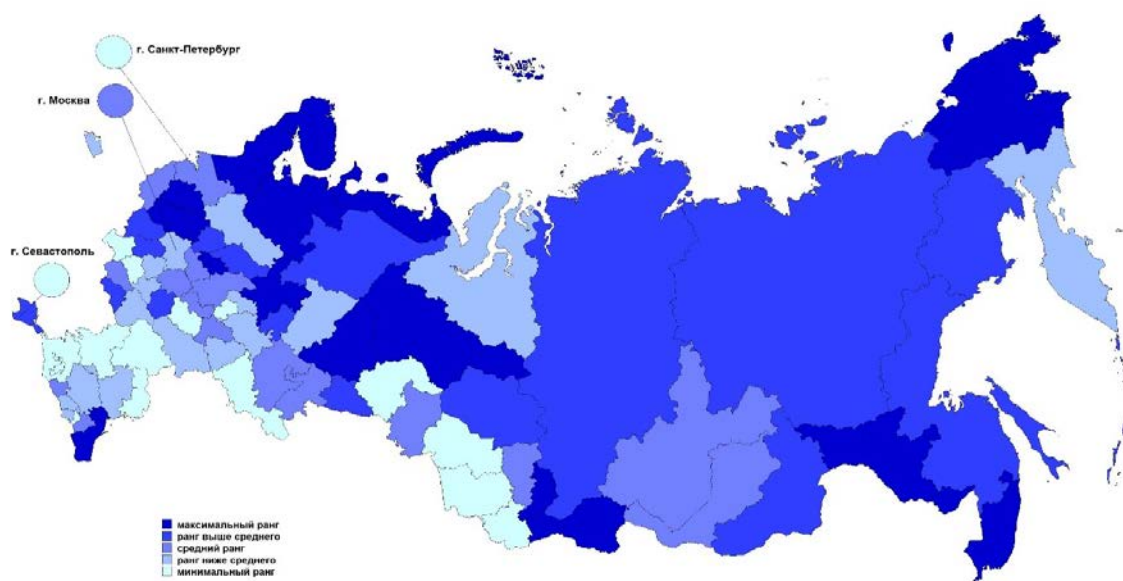 г. Санкт-Петербург
г. Москва
г. Севастополь
максимальный ранг
ранг выше среднего
средний ранг
ранг ниже среднего
минимальный ранг